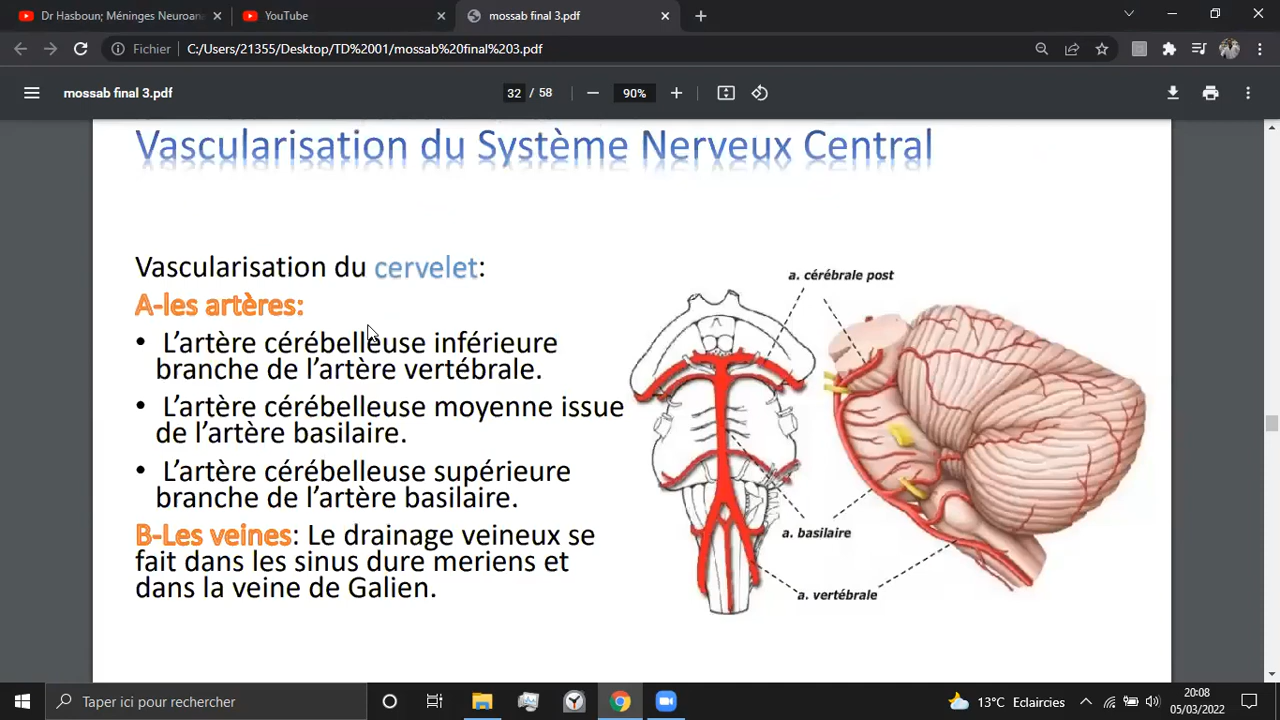 Dr Hasboun; Méninges Neuroan
YouTube
mossab final 3.pdf
Fichier
C:/Users/21355/Desktop/TD%2001/mossab%20final%203.pdf
mossab final 3.pdf
32 / 58
90%
Vascularisation du Système Nerveux Central
Vascularisation du cervelet:
A-les artères:
• L’artère cérébelleuse inférieure
branche de l’artère vertébrale.
• L’artère cérébelleuse moyenne issue
de l’artère basilaire.
• L’artère cérébelleuse supérieure
branche de l’artère basilaire.
B-Les veines: Le drainage veineux se
fait dans les sinus dure meriens et
dans la veine de Galien.
a. cérébrale post
a. basilaire
a. vertébrale
Taper ici pour rechercher
13°C Eclaircies
20:08
05/03/2022